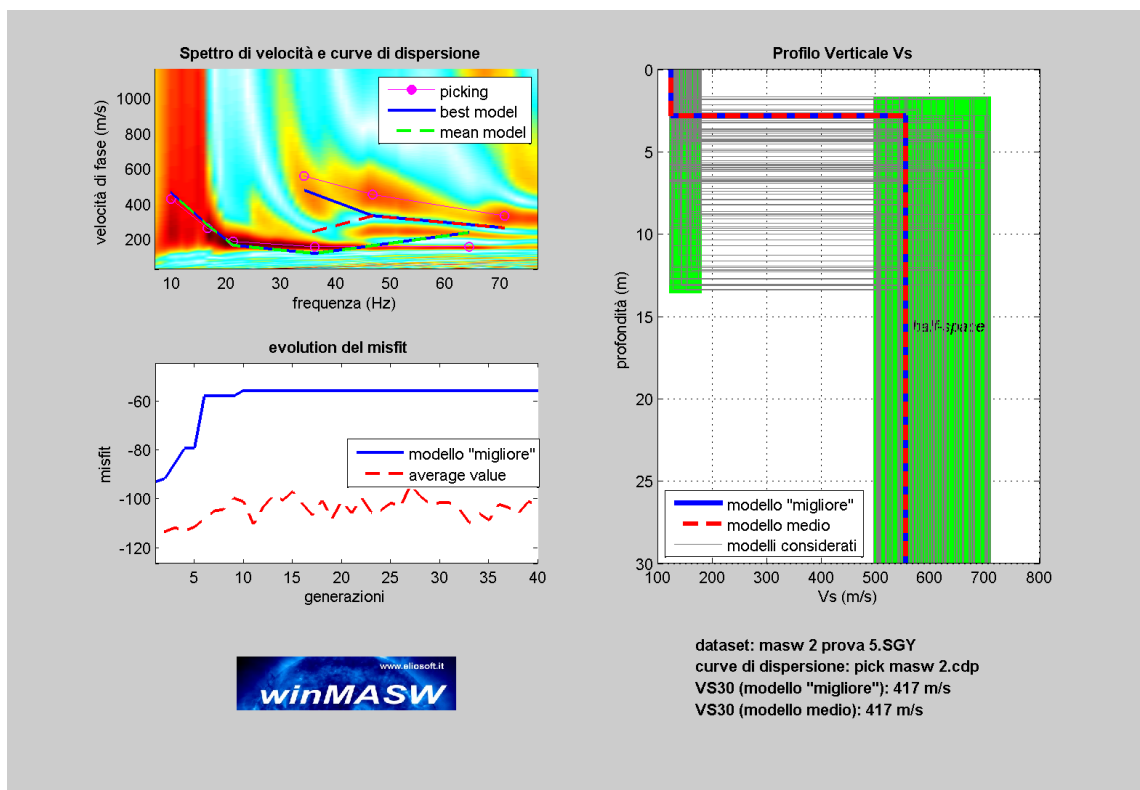 Spettro di velocità e curve di dispersione
velocità di fase (m/s)
1000
800
600
400
200
picking
best model
mean model
10
20
30
40
50
60
70
frequenza (Hz)
evolution del misfit
misfit
-60
-80
-100
-120
modello "migliore"
average value
5
10
15
20
25
30
35
40
generazioni
www.eliosoft.it
winMASW
Profilo Verticale Vs
profondità (m)
0
5
10
15
20
25
30
half-space
modello "migliore"
modello medio
modelli considerati
100
200
300
400
500
600
700
800
Vs (m/s)
dataset: masw 2 prova 5.SGY
curve di dispersione: pick masw 2.cdp
VS30 (modello "migliore"): 417 m/s
VS30 (modello medio): 417 m/s